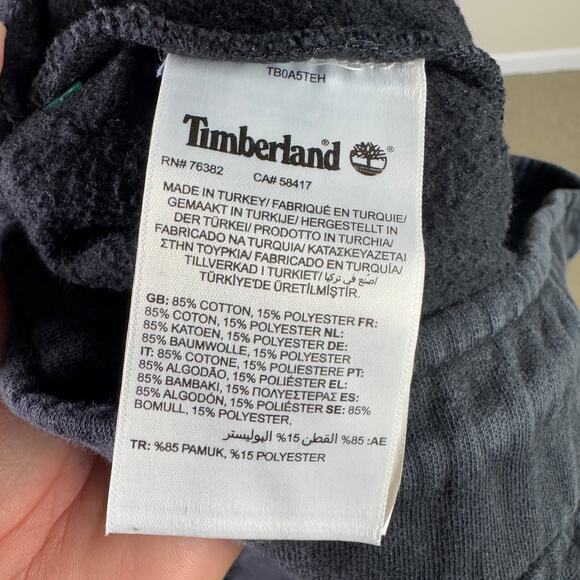 TB0A5TEH
Timberland®
RN# 76382 CA# 58417
MADE IN TURKEY/ FABRIQUÉ EN TURQUIE/
GEMAAKT IN TURKIJE/ HERGESTELLT IN
DER TÜRKEI/ PRODOTTO IN TURCHIA/
FABRICADO NA TURQUIA/ ΚΑΤΑΣΚΕΥΑΖΕΤΑΙ
ΣΤΗΝ ΤΟΥΡΚΙΑ/ FABRICADO EN TURQUÍA/
TILLVERKAD I TURKIET/ اصنع في تركيا/
TÜRKİYE'DE ÜRETİLMİŞTİR.
GB: 85% COTTON, 15% POLYESTER FR:
85% COTON, 15% POLYESTER NL:
85% KATOEN, 15% POLYESTER DE:
85% BAUMWOLLE, 15% POLYESTER
IT: 85% COTONE, 15% POLIESTERE PT:
85% ALGODÃO, 15% POLIÉSTER EL:
85% ΒΑΜΒΑΚΙ, 15% ΠΟΛΥΕΣΤΕΡΑΣ ES:
85% ALGODÓN, 15% POLIÉSTER SE: 85%
BOMULL, 15% POLYESTER,
AE: %85 القطن 15% البوليستر
TR: %85 PAMUK, %15 POLYESTER